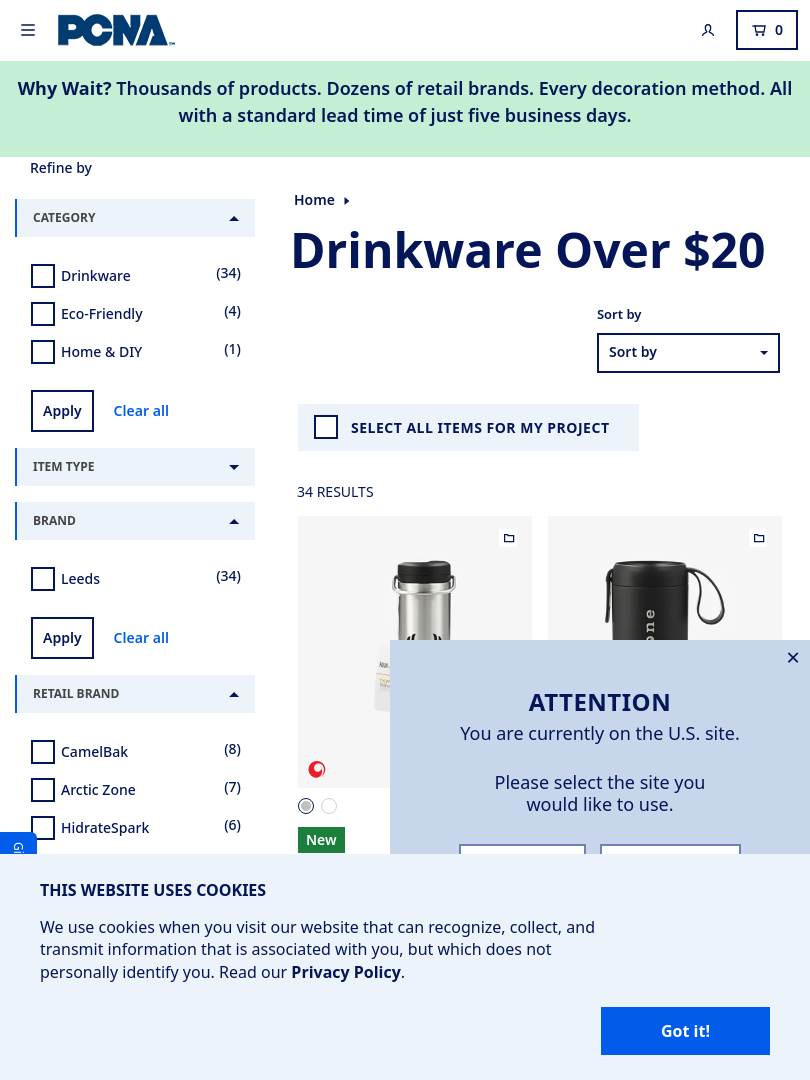 PCNA
0
Why Wait? Thousands of products. Dozens of retail brands. Every decoration method. All
with a standard lead time of just five business days.
Refine by
CATEGORY
Drinkware (34)
Eco-Friendly (4)
Home & DIY (1)
Apply Clear all
ITEM TYPE
BRAND
Leeds (34)
Apply Clear all
RETAIL BRAND
CamelBak (8)
Arctic Zone (7)
HidrateSpark (6)
Home
Drinkware Over $20
Sort by
Sort by
SELECT ALL ITEMS FOR MY PROJECT
34 RESULTS
New
ATTENTION
You are currently on the U.S. site.
Please select the site you
would like to use.
THIS WEBSITE USES COOKIES
We use cookies when you visit our website that can recognize, collect, and
transmit information that is associated with you, but which does not
personally identify you. Read our Privacy Policy.
Got it!